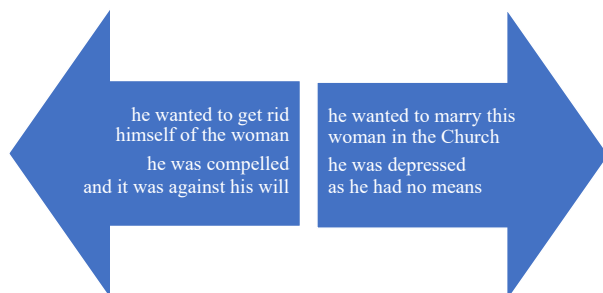 he wanted to get rid
himself of the woman
he was compelled
and it was against his will
he wanted to marry this
woman in the Church
he was depressed
as he had no means